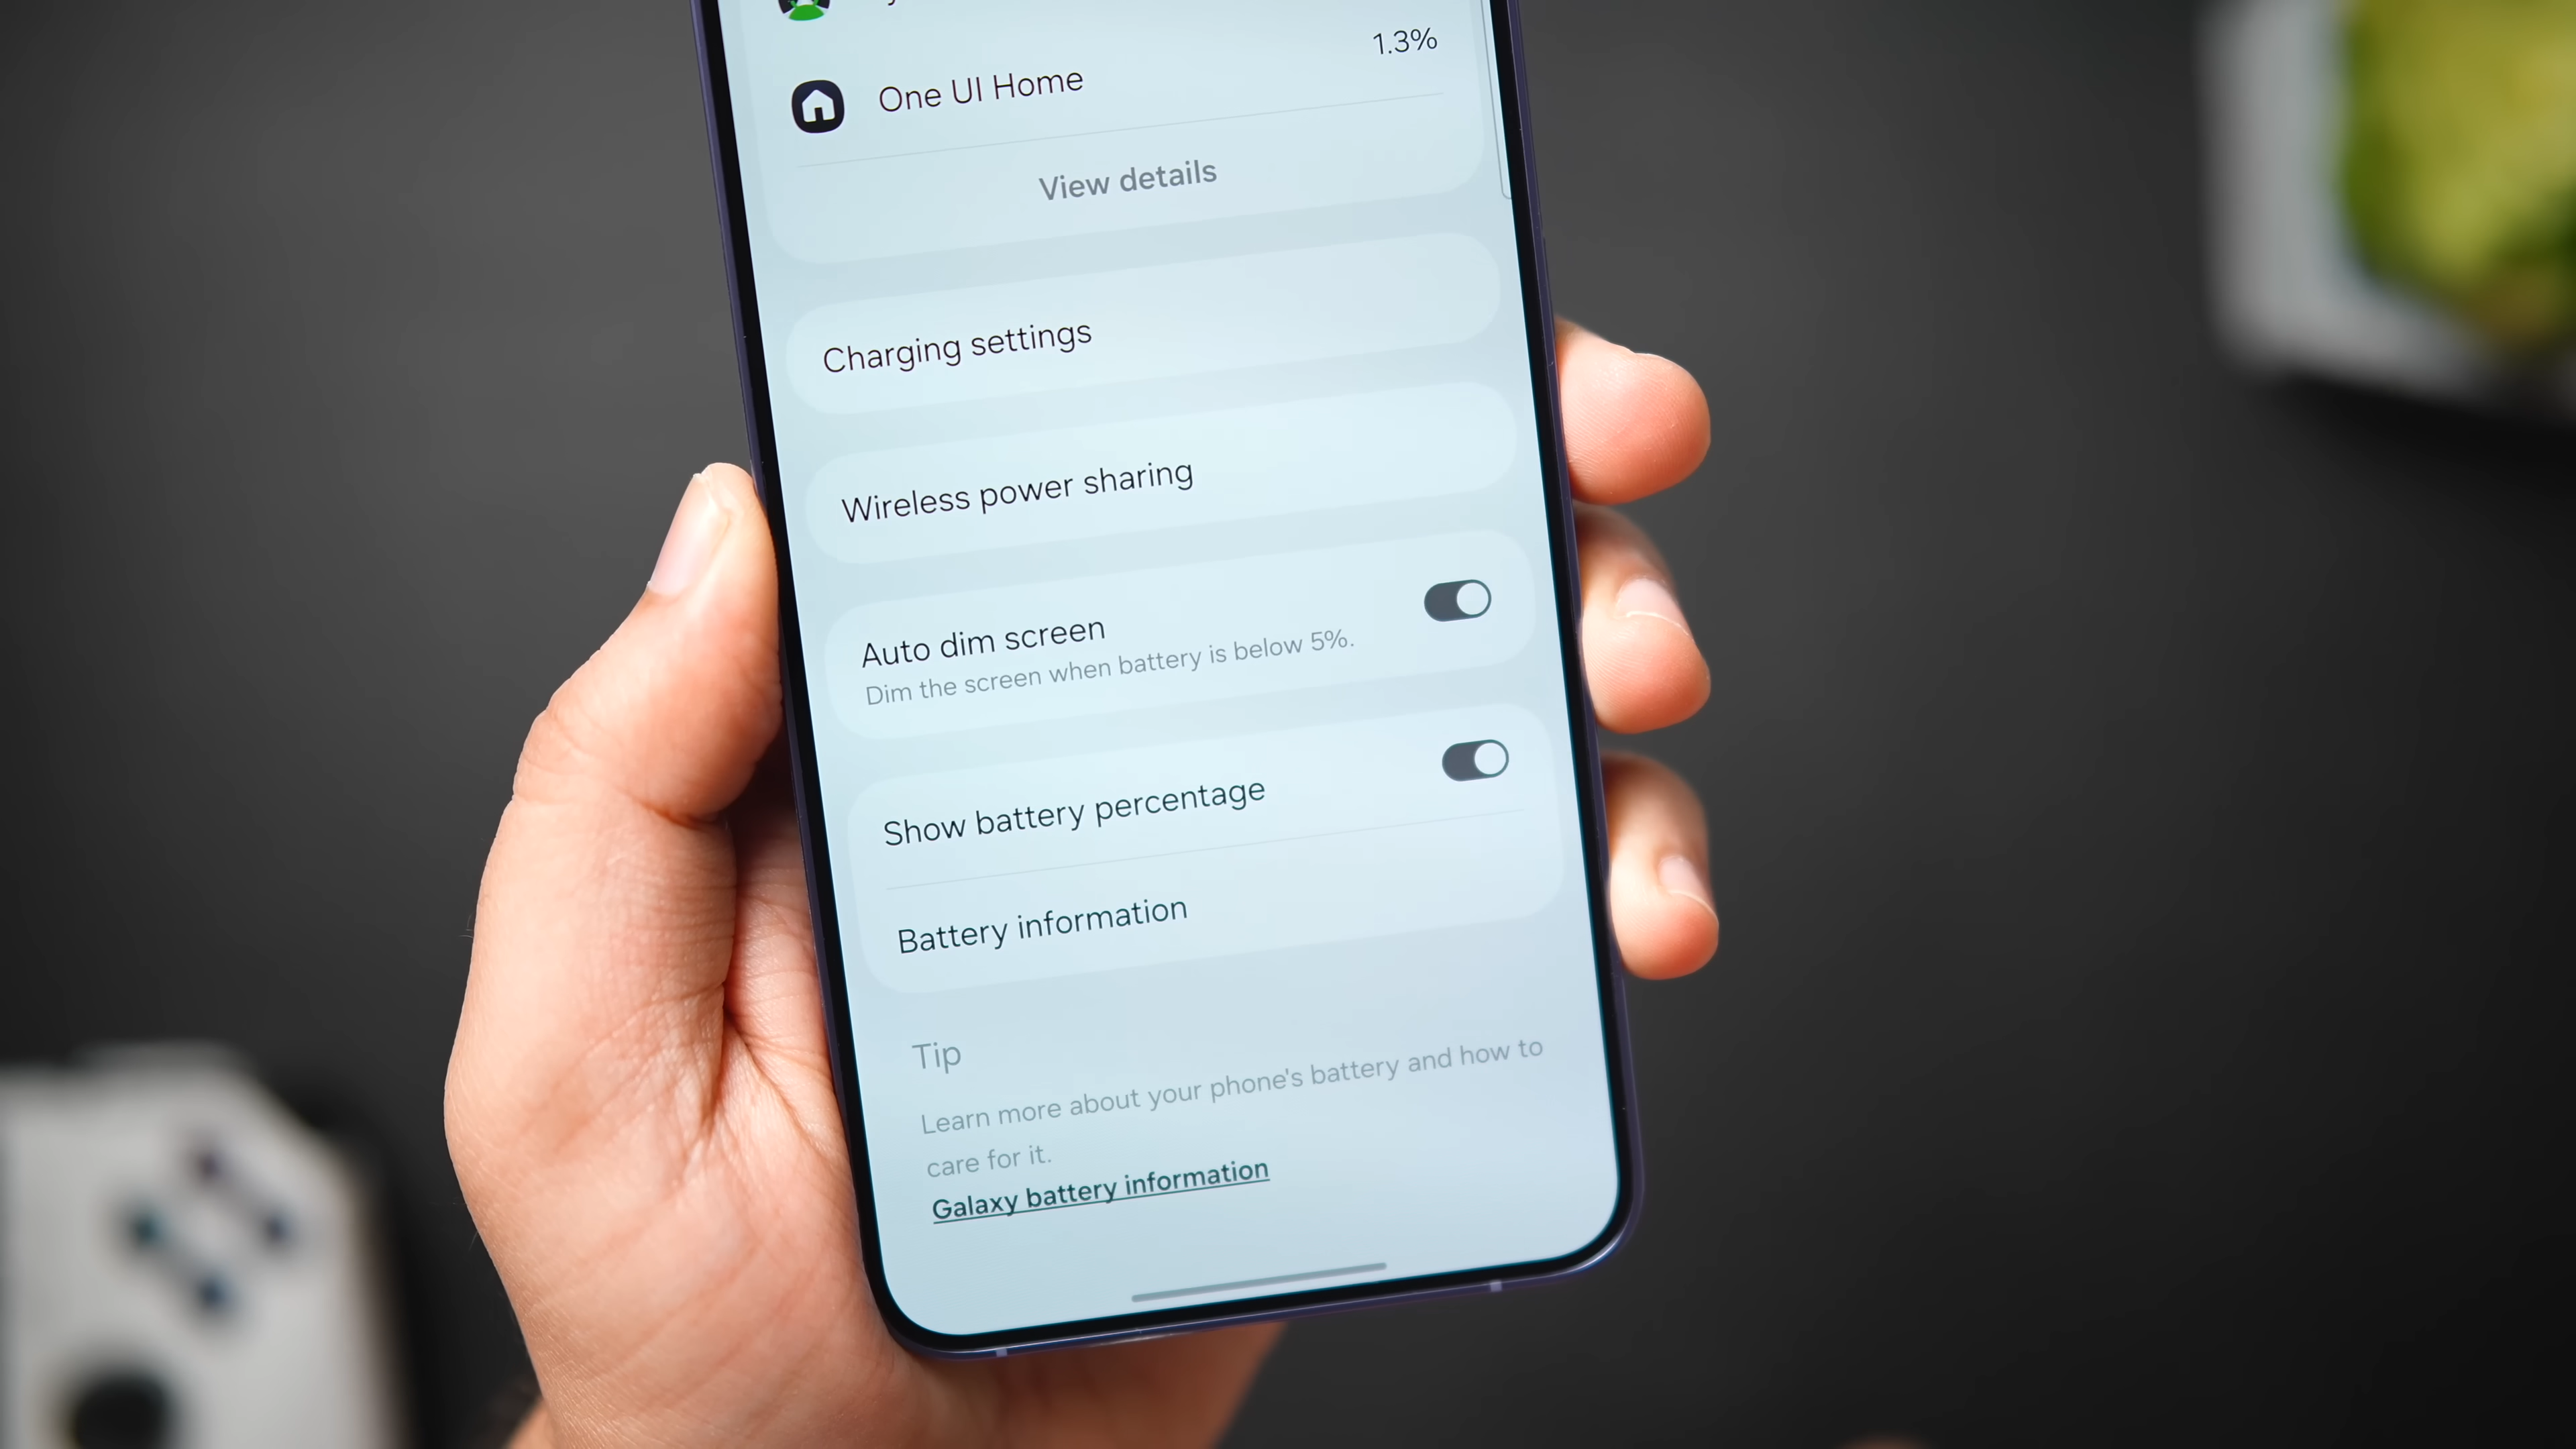 One UI Home
1.3%
View details
Charging settings
Wireless power sharing
Auto dim screen
Dim the screen when battery is below 5%.
Show battery percentage
Battery information
Tip
Learn more about your phone's battery and how to
care for it.
Galaxy battery information